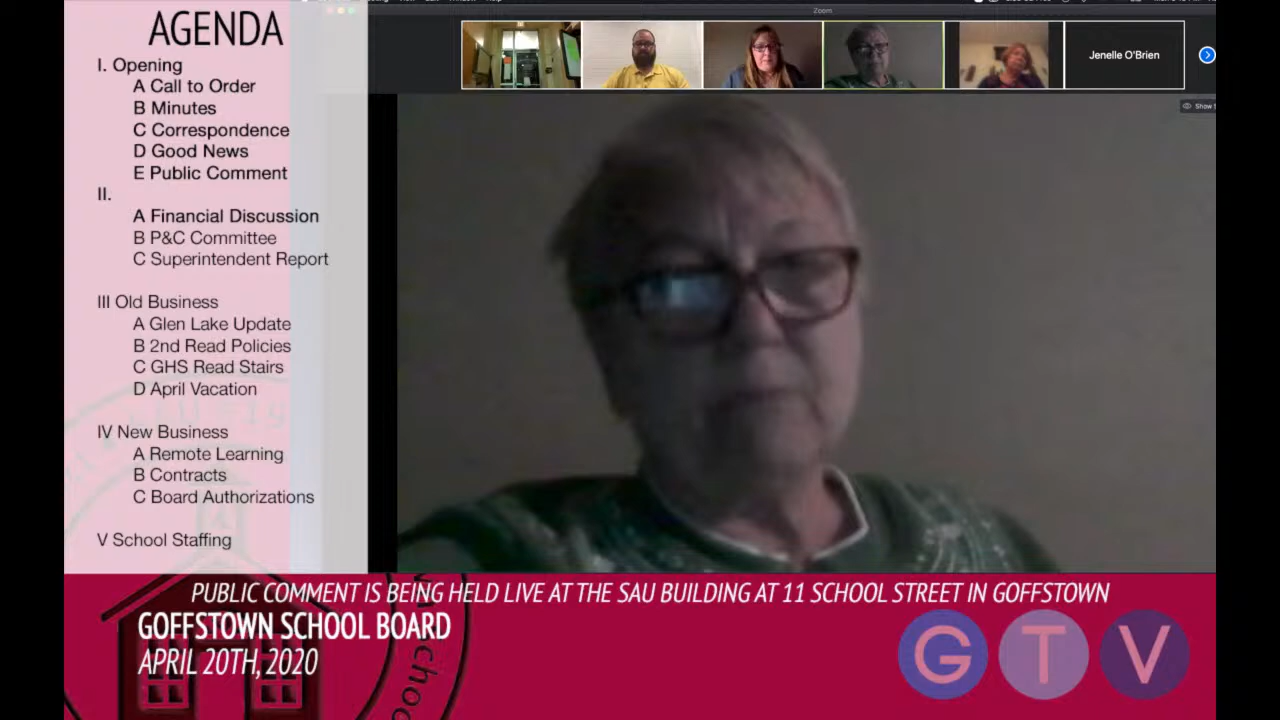 AGENDA
I. Opening
A Call to Order
B Minutes
C Correspondence
D Good News
E Public Comment
II.
A Financial Discussion
B P&C Committee
C Superintendent Report
III Old Business
A Glen Lake Update
B 2nd Read Policies
C GHS Read Stairs
D April Vacation
IV New Business
A Remote Learning
B Contracts
C Board Authorizations
V School Staffing
Zoom
Jenelle O'Brien
Show
PUBLIC COMMENT IS BEING HELD LIVE AT THE SAU BUILDING AT 11 SCHOOL STREET IN GOFFSTOWN
GOFFSTOWN SCHOOL BOARD
APRIL 20TH, 2020
G T V